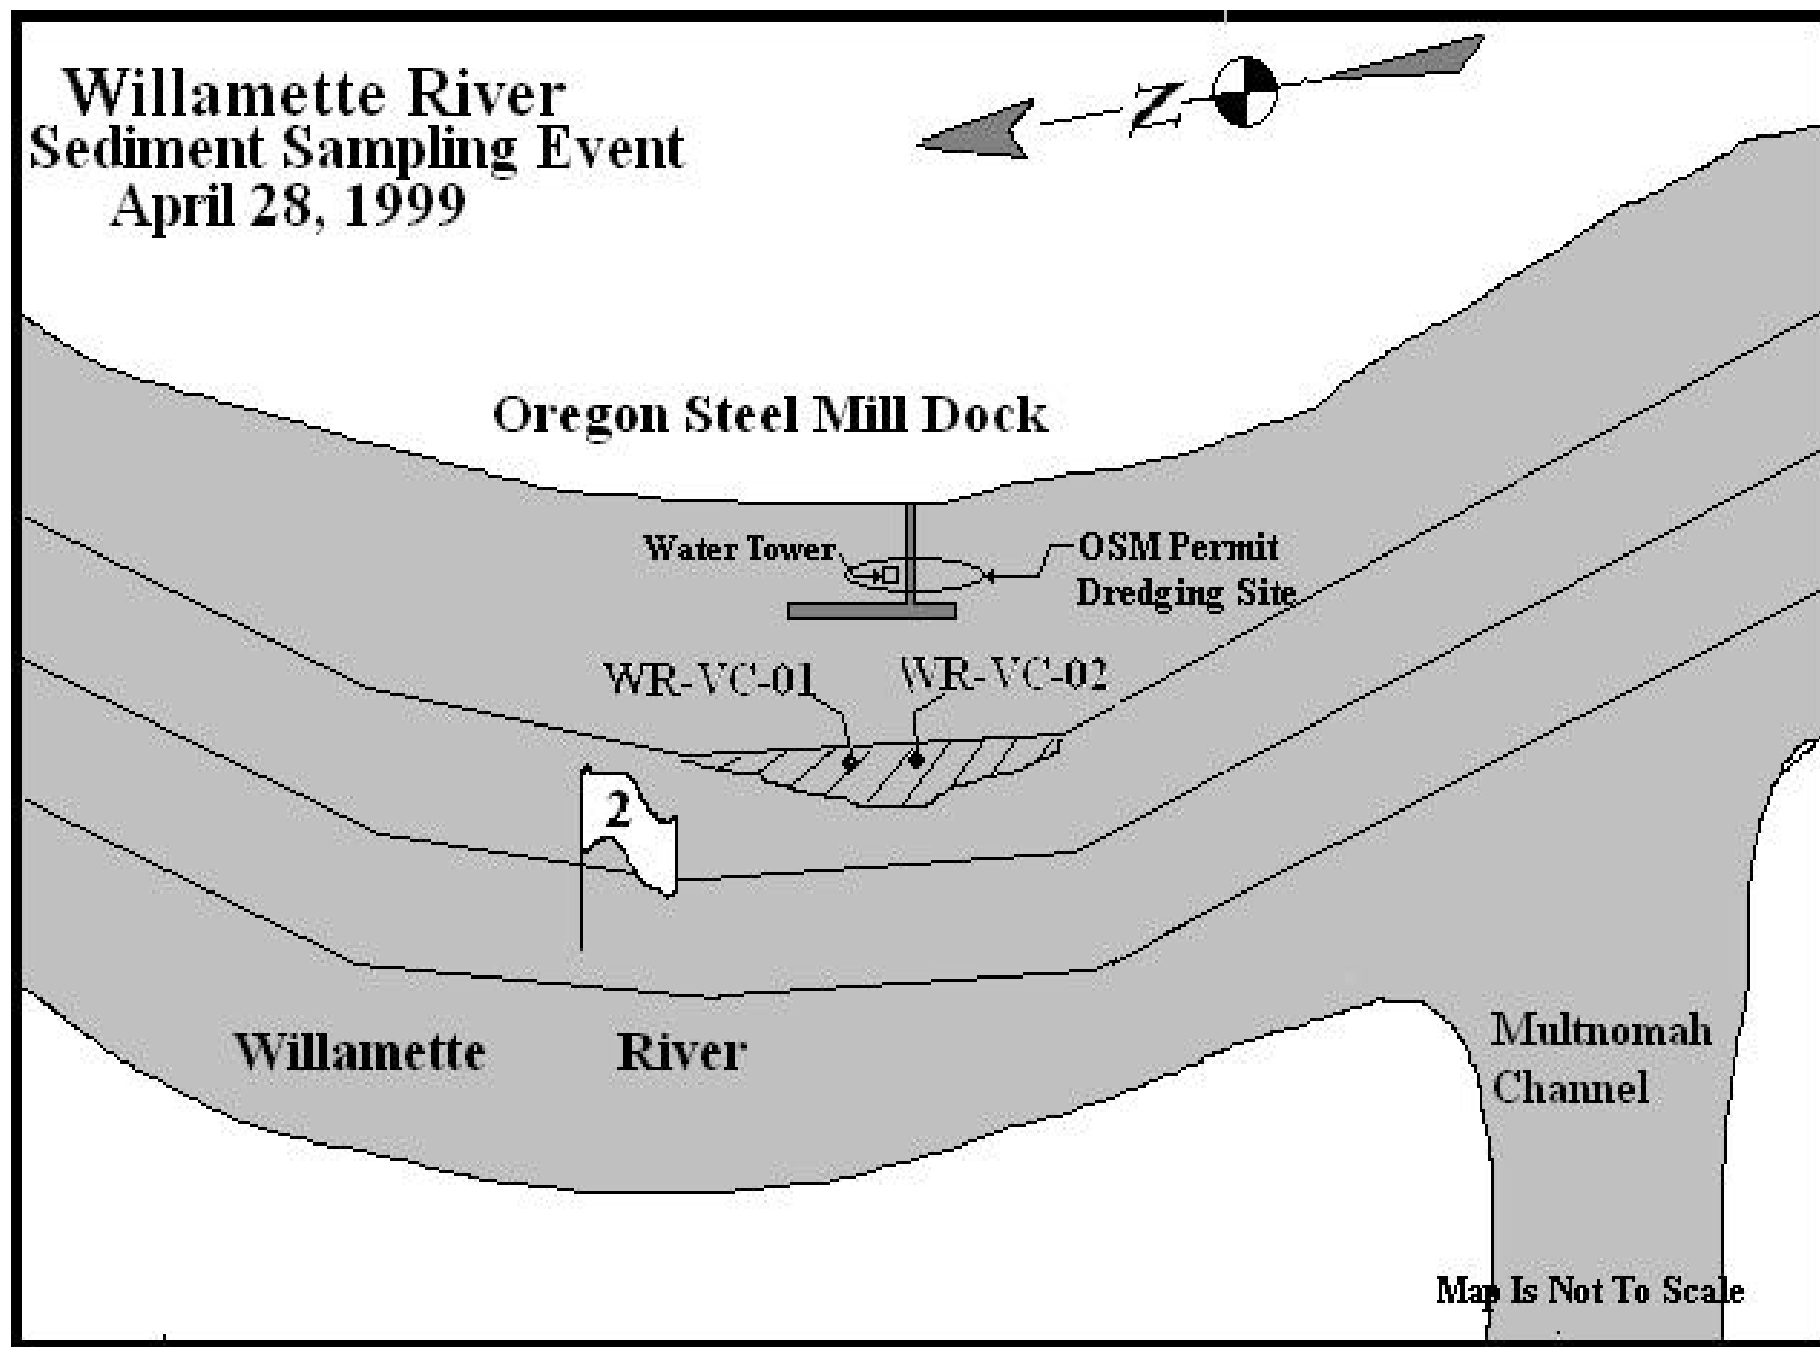 Willamette River
Sediment Sampling Event
April 28, 1999
N
Oregon Steel Mill Dock
Water Tower
OSM Permit
Dredging Site
WR-VC-01
WR-VC-02
2
Willamette River
Multnomah
Channel
Map Is Not To Scale